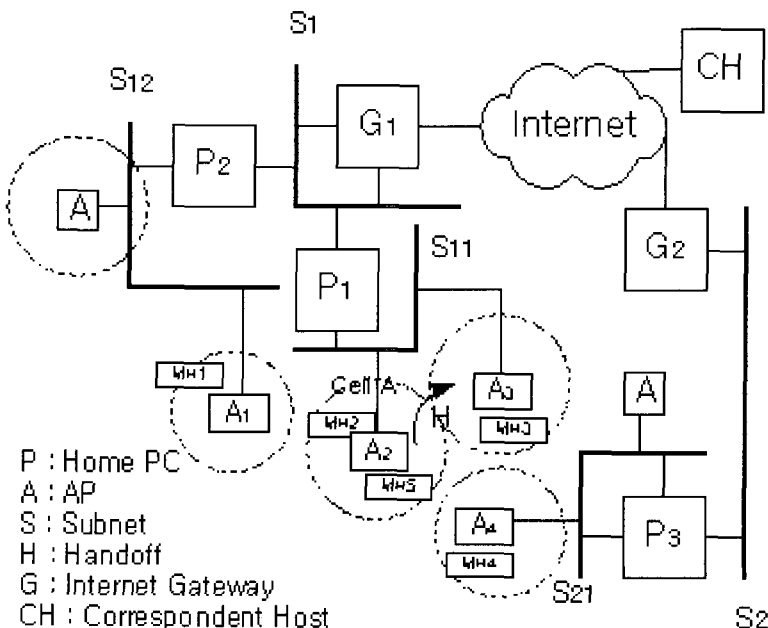 S1
CH
S12
G1
Internet
P2
A
G2
S11
P1
MH1
Cell A
A3
A
MH2
H
MH3
A1
A2
MH5
P : Home PC
A : AP
A4
P3
S : Subnet
MH4
H : Handoff
S21
G : Internet Gateway
CH : Correspondent Host
S2